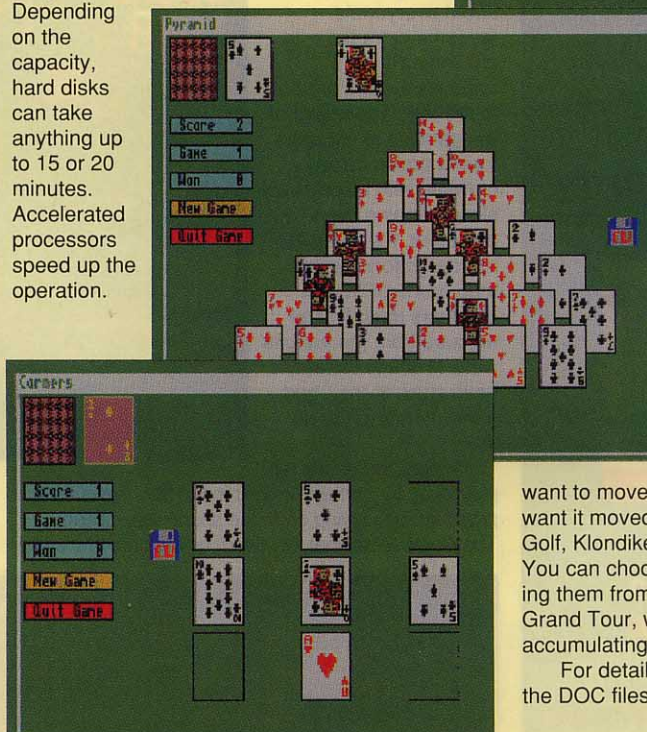 Depending
on the
capacity,
hard disks
can take
anything up
to 15 or 20
minutes.
Accelerated
processors
speed up the
operation.
Pyramid
Score 2
Game 1
Won 0
New Game
Quit Game
Corners
Score 1
Game 1
Won 0
New Game
Quit Game
want to move
want it moved
Golf, Klondike
You can choo
ing them from
Grand Tour, w
accumulating
For detail
the DOC files